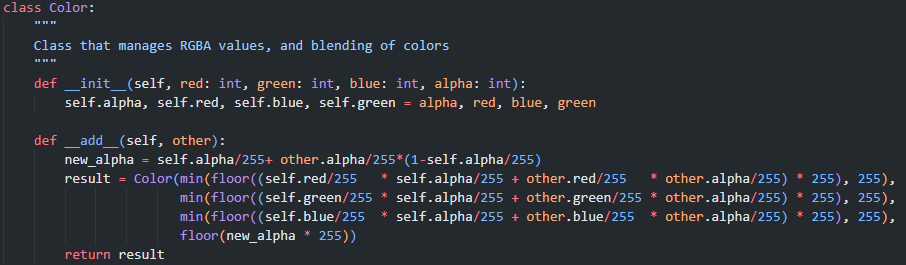 class Color:
    """
    Class that manages RGBA values, and blending of colors
    """
    def __init__(self, red: int, green: int, blue: int, alpha: int):
        self.alpha, self.red, self.blue, self.green = alpha, red, blue, green

    def __add__(self, other):
        new_alpha = self.alpha/255+ other.alpha/255*(1-self.alpha/255)
        result = Color(min(floor((self.red/255   * self.alpha/255 + other.red/255   * other.alpha/255) * 255), 255),
                       min(floor((self.green/255 * self.alpha/255 + other.green/255 * other.alpha/255) * 255), 255),
                       min(floor((self.blue/255  * self.alpha/255 + other.blue/255  * other.alpha/255) * 255), 255),
                       floor(new_alpha * 255))
        return result